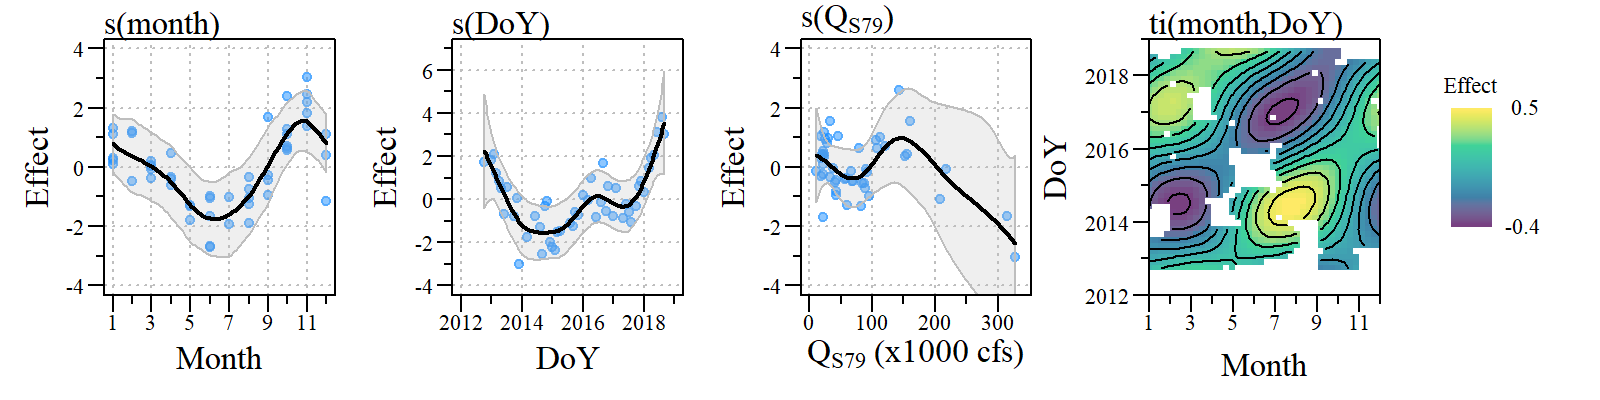 s(month)
4
2
0
-2
-4
Effect
1 3 5 7 9 11
Month
s(DoY)
6
4
2
0
-2
-4
Effect
2012 2014 2016 2018
DoY
s(QS79)
4
2
0
-2
-4
Effect
0 100 200 300
QS79 (x1000 cfs)
ti(month,DoY)
2018
2016
2014
2012
DoY
1 3 5 7 9 11
Month
Effect
0.5
-0.4